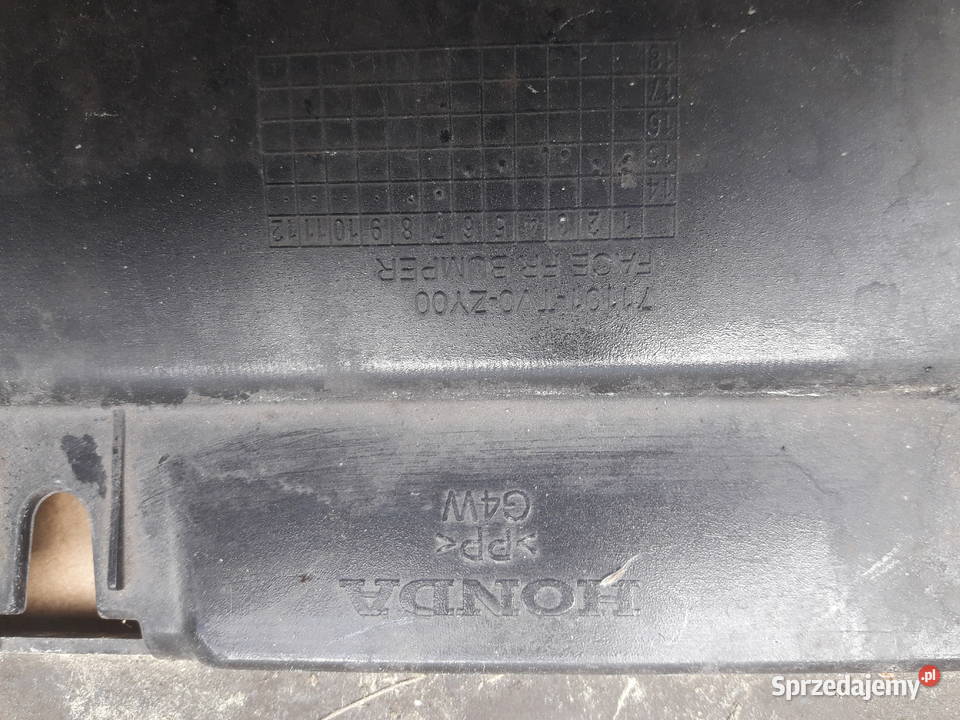 HONDA
>PP<
G4W
71101-TV0-ZY00
FACE FR BUMPER
1 2 3 4 5 6 7 8 9 10 11 12
14
15
16
17
18
Sprzedajemy.pl